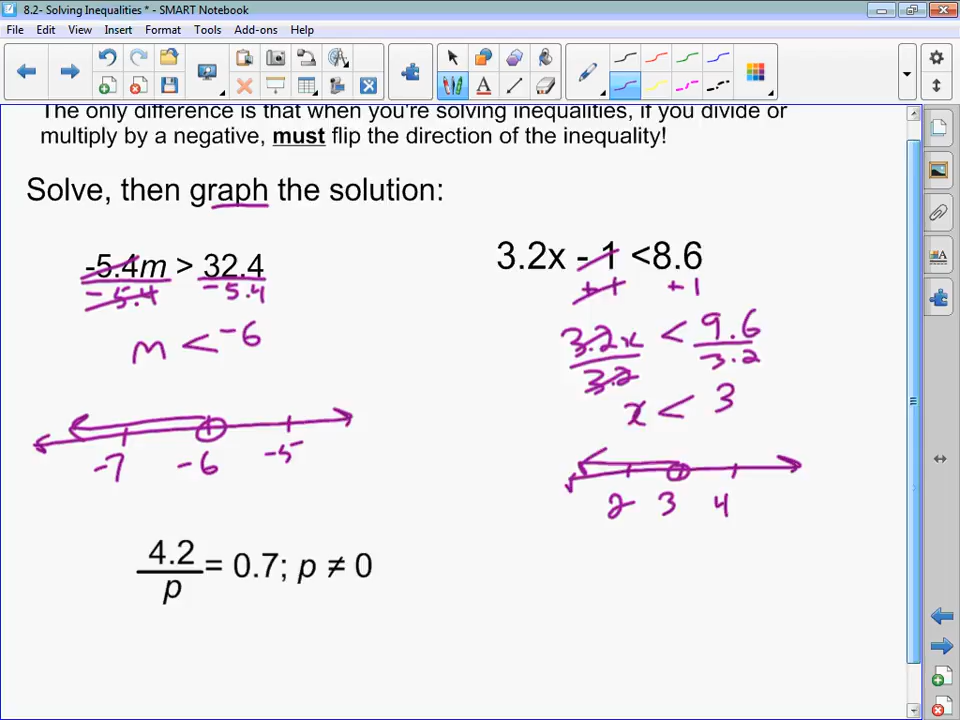 8.2- Solving Inequalities * - SMART Notebook
File Edit View Insert Format Tools Add-ons Help
The only difference is that when you're solving inequalities, if you divide or
multiply by a negative, must flip the direction of the inequality!
Solve, then graph the solution:
-5.4m > 32.4
-5.4 -5.4
m < -6
-7 -6 -5
3.2x - 1 <8.6
+1 +1
3.2x < 9.6
3.2 3.2
x < 3
2 3 4
4.2
p
= 0.7; p ≠ 0